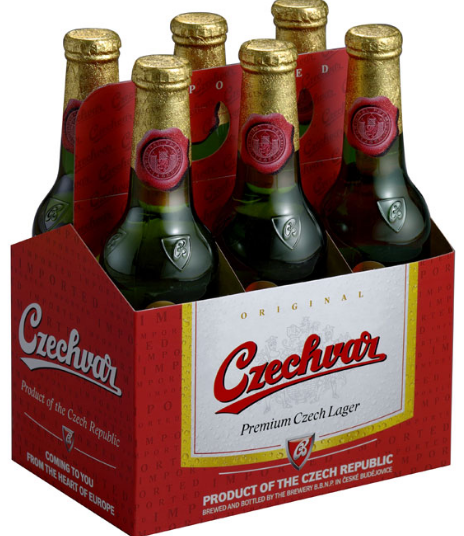 ORIGINAL
Czechvar
Premium Czech Lager
PRODUCT OF THE CZECH REPUBLIC
BREWED AND BOTTLED BY THE BREWERY B.B.N.P. IN ČESKÉ BUDĚJOVICE
Czechvar
Product of the Czech Republic
COMING TO YOU
FROM THE HEART OF EUROPE